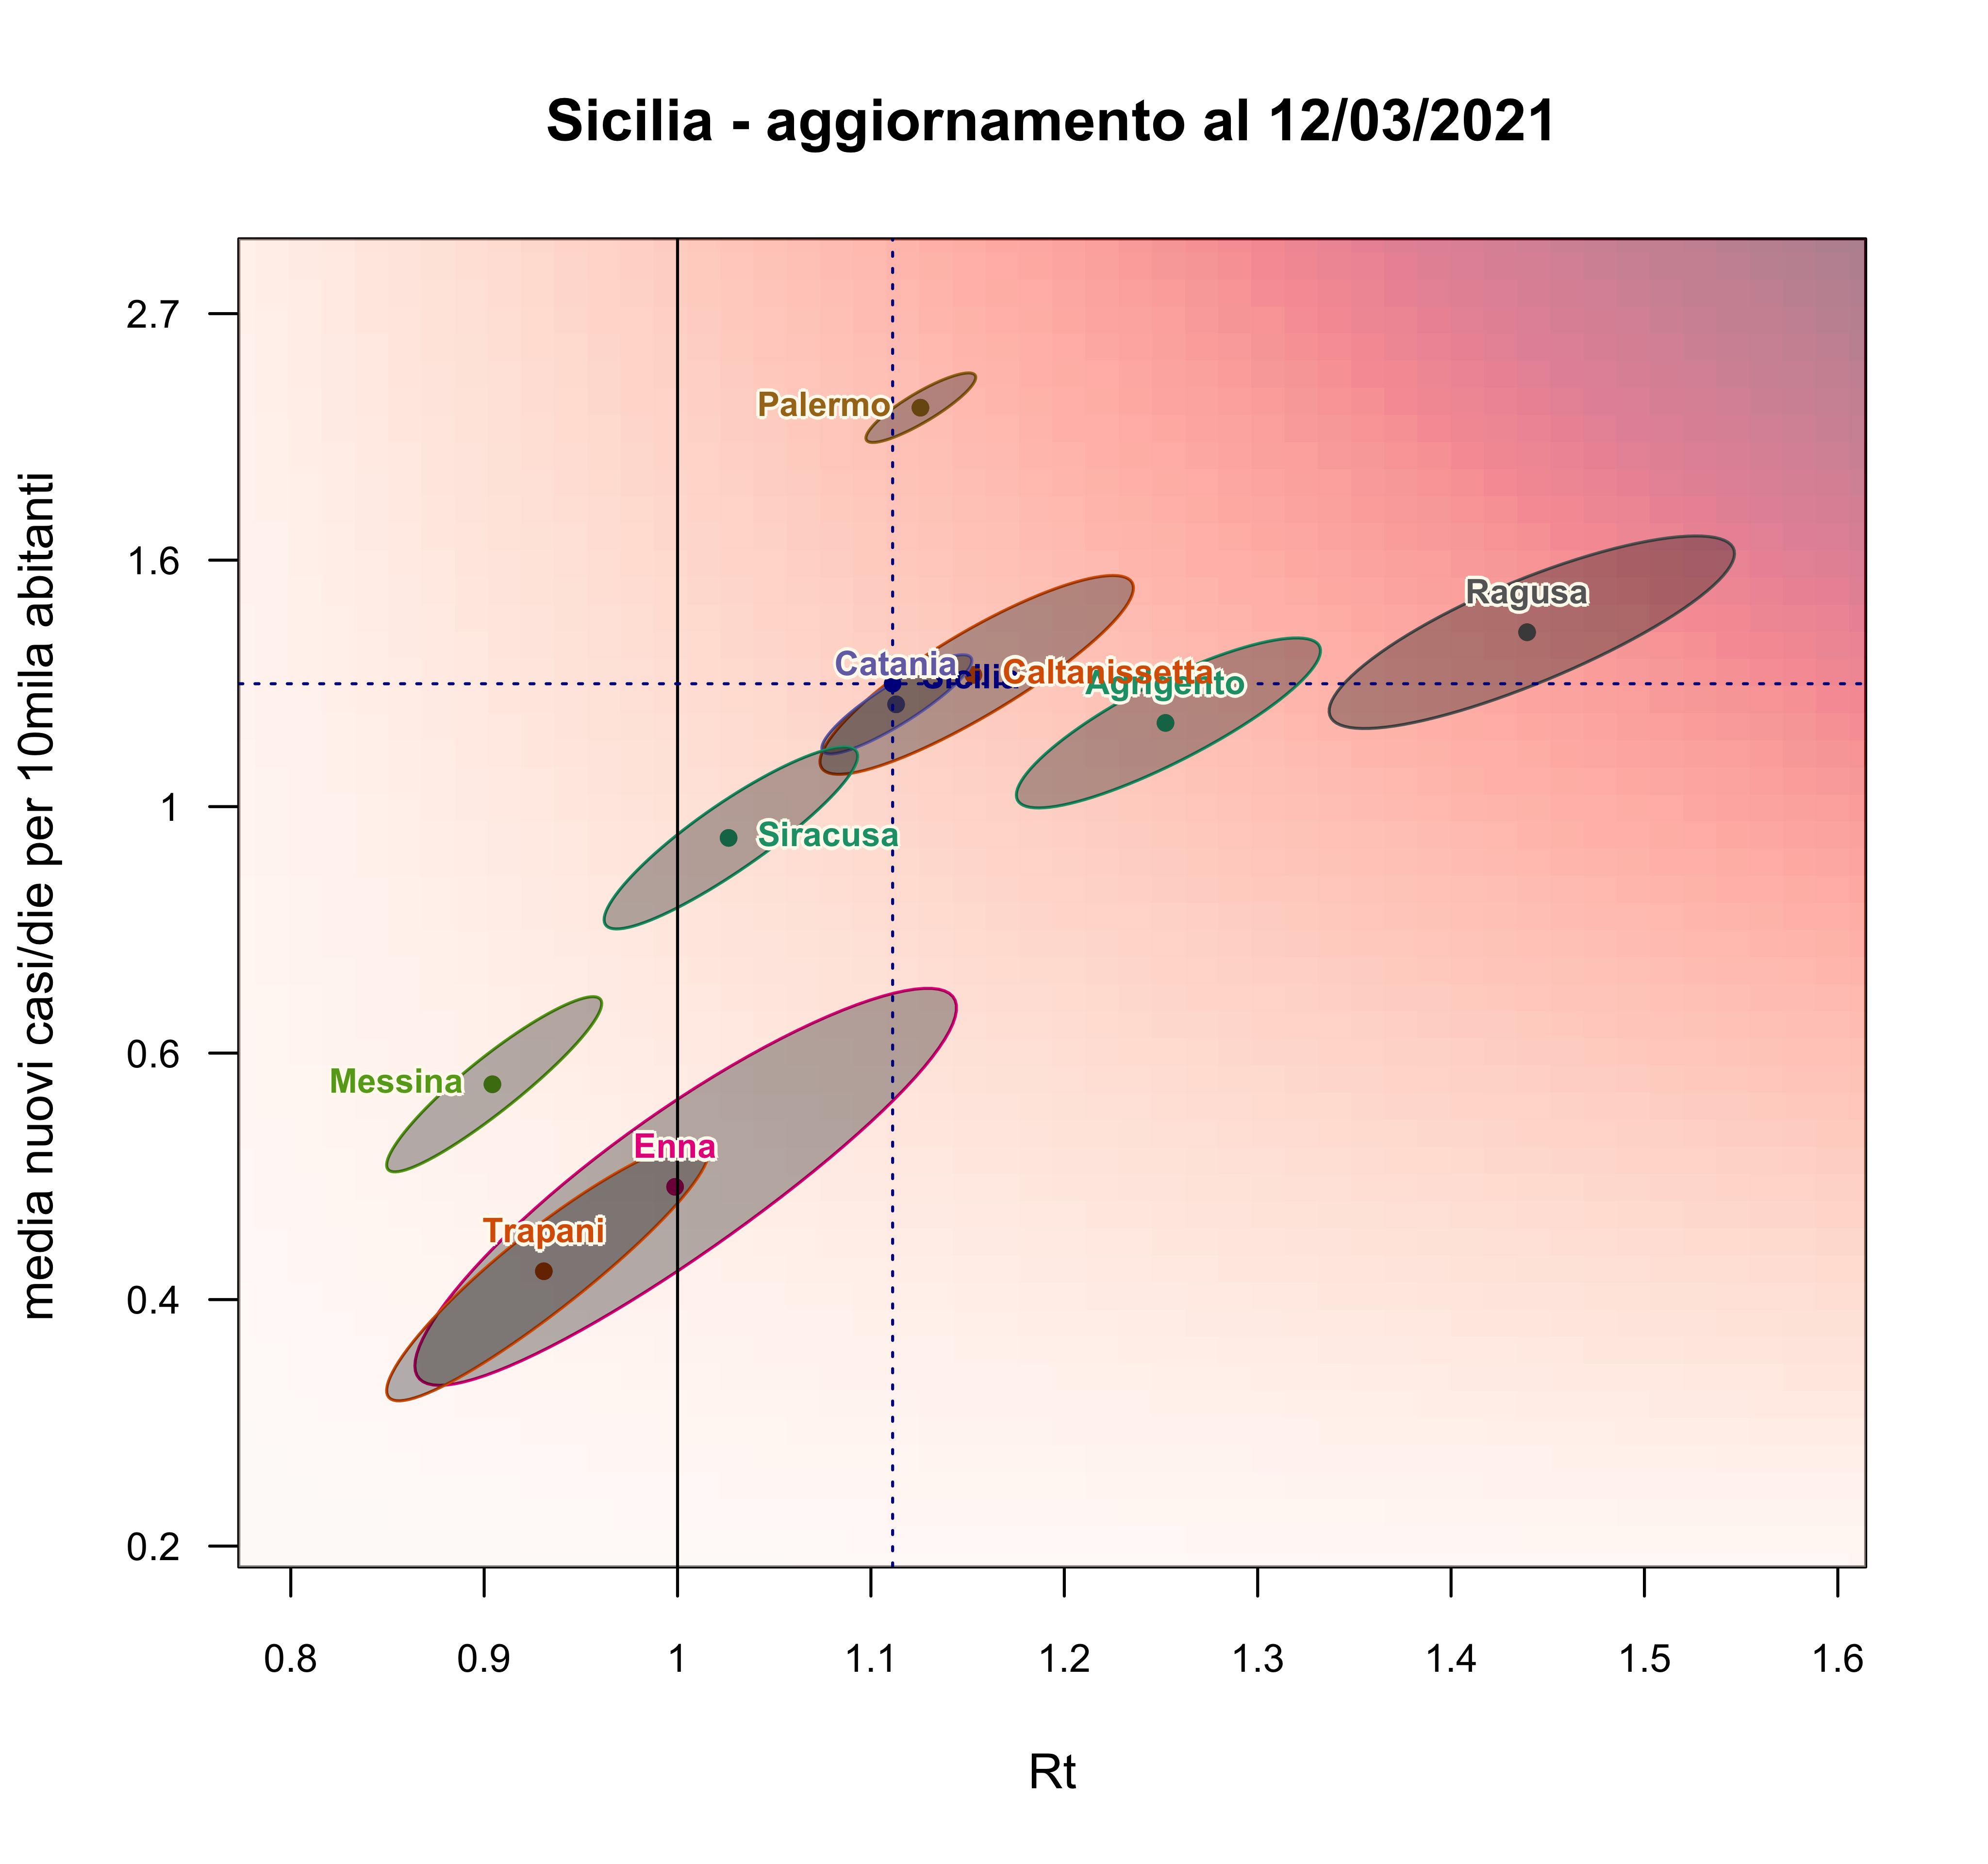 Sicilia - aggiornamento al 12/03/2021
media nuovi casi/die per 10mila abitanti
2.7
1.6
1
0.6
0.4
0.2
Palermo
Ragusa
Catania
Sicilia
Caltanissetta
Agrigento
Siracusa
Messina
Enna
Trapani
0.8 0.9 1 1.1 1.2 1.3 1.4 1.5 1.6
Rt